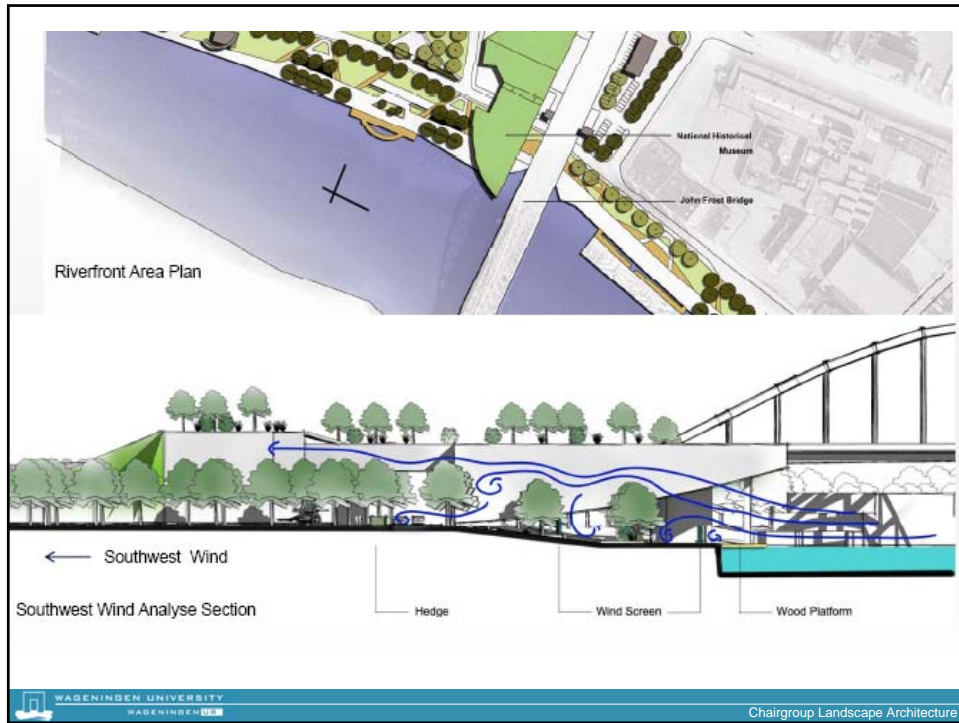 National Historical
Museum
John Frost Bridge
Riverfront Area Plan
Southwest Wind
Southwest Wind Analyse Section
Hedge
Wind Screen
Wood Platform
WAGENINGEN UNIVERSITY
WAGENINGEN UR
Chairgroup Landscape Architecture